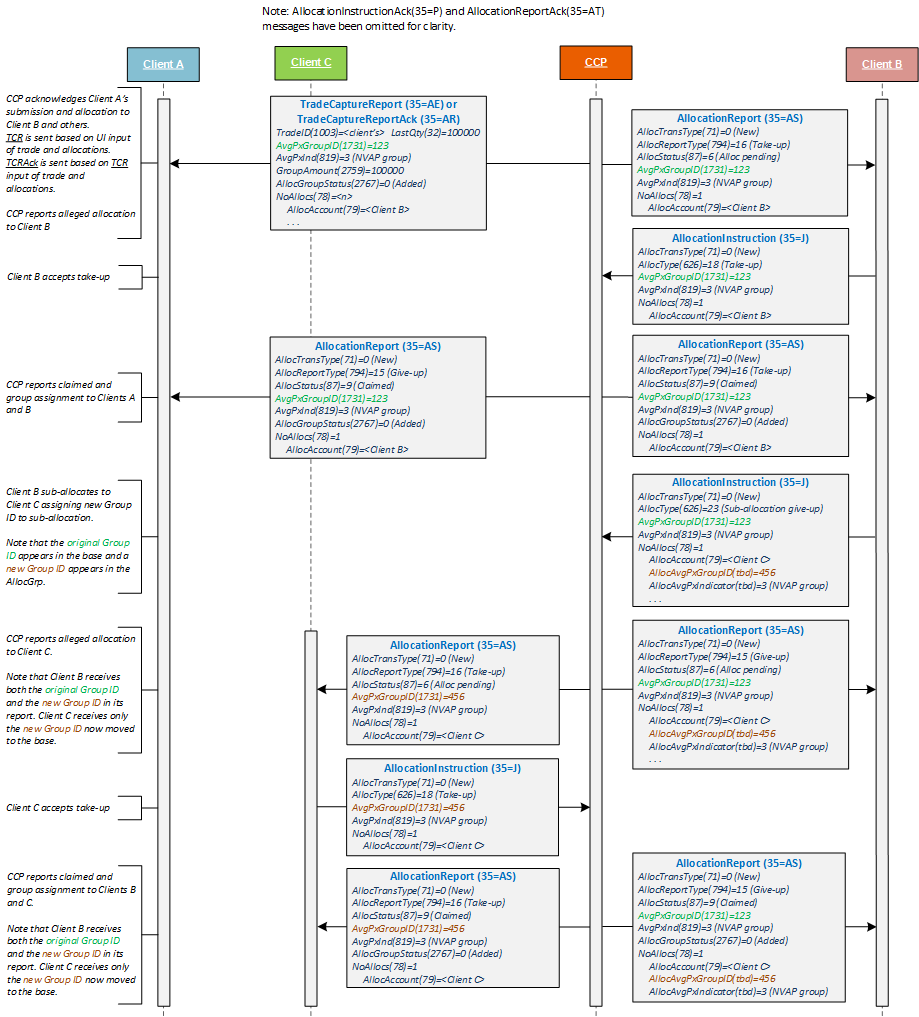 Note: AllocationInstructionAck(35=P) and AllocationReportAck(35=AT)
messages have been omitted for clarity.
Client A
Client C
CCP
Client B
CCP acknowledges Client A's
submission and allocation to
Client B and others.
TCR is sent based on UI input
of trade and allocations.
TCRAck is sent based on TCR
input of trade and
allocations.
CCP reports alleged allocation
to Client B
TradeCaptureReport (35=AE) or
TradeCaptureReportAck (35=AR)
TradeID(1003)=<client's>  LastQty(32)=100000
AvgPxGroupID(1731)=123
AvgPxInd(819)=3 (NVAP group)
GroupAmount(2759)=100000
AllocGroupStatus(2767)=0 (Added)
NoAllocs(78)=<n>
AllocAccount(79)=<Client B>
. . .
AllocationReport (35=AS)
AllocTransType(71)=0 (New)
AllocReportType(794)=16 (Take-up)
AllocStatus(87)=6 (Alloc pending)
AvgPxGroupID(1731)=123
AvgPxInd(819)=3 (NVAP group)
NoAllocs(78)=1
AllocAccount(79)=<Client B>
Client B accepts take-up
AllocationInstruction (35=J)
AllocTransType(71)=0 (New)
AllocType(626)=18 (Take-up)
AvgPxGroupID(1731)=123
AvgPxInd(819)=3 (NVAP group)
NoAllocs(78)=1
AllocAccount(79)=<Client B>
CCP reports claimed and
group assignment to Clients A
and B
AllocationReport (35=AS)
AllocTransType(71)=0 (New)
AllocReportType(794)=15 (Give-up)
AllocStatus(87)=9 (Claimed)
AvgPxGroupID(1731)=123
AvgPxInd(819)=3 (NVAP group)
AllocGroupStatus(2767)=0 (Added)
NoAllocs(78)=1
AllocAccount(79)=<Client B>
AllocationReport (35=AS)
AllocTransType(71)=0 (New)
AllocReportType(794)=16 (Take-up)
AllocStatus(87)=9 (Claimed)
AvgPxGroupID(1731)=123
AvgPxInd(819)=3 (NVAP group)
AllocGroupStatus(2767)=0 (Added)
NoAllocs(78)=1
AllocAccount(79)=<Client B>
Client B sub-allocates to
Client C assigning new Group
ID to sub-allocation.
Note that the original Group
ID appears in the base and a
new Group ID appears in the
AllocGrp.
AllocationInstruction (35=J)
AllocTransType(71)=0 (New)
AllocType(626)=23 (Sub-allocation give-up)
AvgPxGroupID(1731)=123
AvgPxInd(819)=3 (NVAP group)
NoAllocs(78)=1
AllocAccount(79)=<Client C>
AllocAvgPxGroupID(tbd)=456
AllocAvgPxIndicator(tbd)=3 (NVAP group)
. . .
CCP reports alleged allocation
to Client C.
Note that Client B receives
both the original Group ID
and the new Group ID in its
report. Client C receives only
the new Group ID now moved
to the base.
AllocationReport (35=AS)
AllocTransType(71)=0 (New)
AllocReportType(794)=16 (Take-up)
AllocStatus(87)=6 (Alloc pending)
AvgPxGroupID(1731)=456
AvgPxInd(819)=3 (NVAP group)
NoAllocs(78)=1
AllocAccount(79)=<Client C>
AllocationReport (35=AS)
AllocTransType(71)=0 (New)
AllocReportType(794)=15 (Give-up)
AllocStatus(87)=6 (Alloc pending)
AvgPxGroupID(1731)=123
AvgPxInd(819)=3 (NVAP group)
NoAllocs(78)=1
AllocAccount(79)=<Client C>
AllocAvgPxGroupID(tbd)=456
AllocAvgPxIndicator(tbd)=3 (NVAP group)
. . .
Client C accepts take-up
AllocationInstruction (35=J)
AllocTransType(71)=0 (New)
AllocType(626)=18 (Take-up)
AvgPxGroupID(1731)=456
AvgPxInd(819)=3 (NVAP group)
NoAllocs(78)=1
AllocAccount(79)=<Client C>
CCP reports claimed and
group assignment to Clients B
and C.
Note that Client B receives
both the original Group ID
and the new Group ID in its
report. Client C receives only
the new Group ID now moved
to the base.
AllocationReport (35=AS)
AllocTransType(71)=0 (New)
AllocReportType(794)=16 (Take-up)
AllocStatus(87)=9 (Claimed)
AvgPxGroupID(1731)=456
AvgPxInd(819)=3 (NVAP group)
AllocGroupStatus(2767)=0 (Added)
NoAllocs(78)=1
AllocAccount(79)=<Client C>
AllocationReport (35=AS)
AllocTransType(71)=0 (New)
AllocReportType(794)=15 (Give-up)
AllocStatus(87)=9 (Claimed)
AvgPxGroupID(1731)=123
AvgPxInd(819)=3 (NVAP group)
AllocGroupStatus(2767)=0 (Added)
NoAllocs(78)=1
AllocAccount(79)=<Client C>
AllocAvgPxGroupID(tbd)=456
AllocAvgPxIndicator(tbd)=3 (NVAP group)